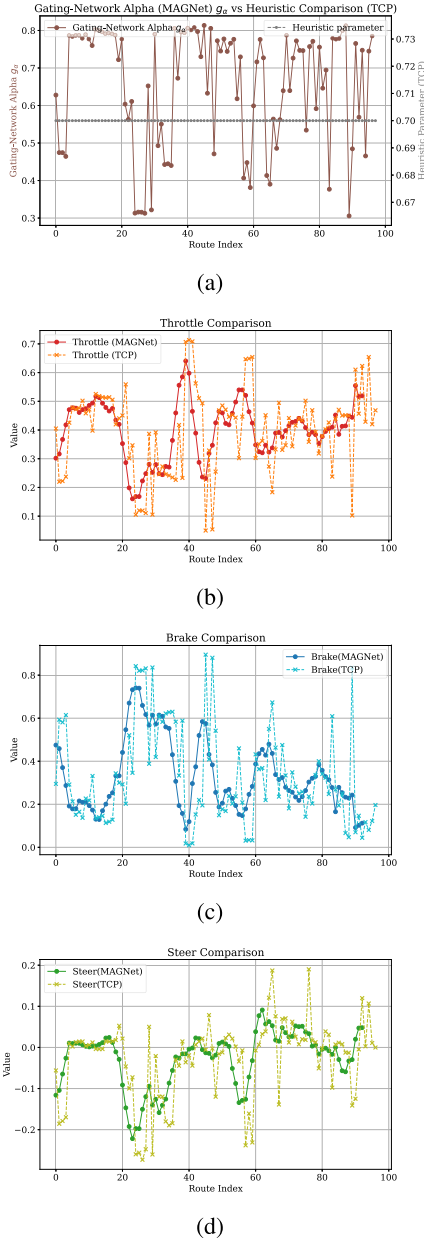 Gating-Network Alpha (MAGNet) gα vs Heuristic Comparison (TCP)
Gating-Network Alpha gα
Heuristic parameter
0.8
0.7
0.6
0.5
0.4
0.3
Gating-Network Alpha gα
0.73
0.72
0.71
0.70
0.69
0.68
0.67
Heuristic Parameter (TCP)
0 20 40 60 80 100
Route Index
(a)
Throttle Comparison
Throttle (MAGNet)
Throttle (TCP)
0.7
0.6
0.5
0.4
0.3
0.2
0.1
Value
0 20 40 60 80 100
Route Index
(b)
Brake Comparison
Brake(MAGNet)
Brake(TCP)
0.8
0.6
0.4
0.2
0.0
Value
0 20 40 60 80 100
Route Index
(c)
Steer Comparison
Steer(MAGNet)
Steer(TCP)
0.2
0.1
0.0
−0.1
−0.2
Value
0 20 40 60 80 100
Route Index
(d)